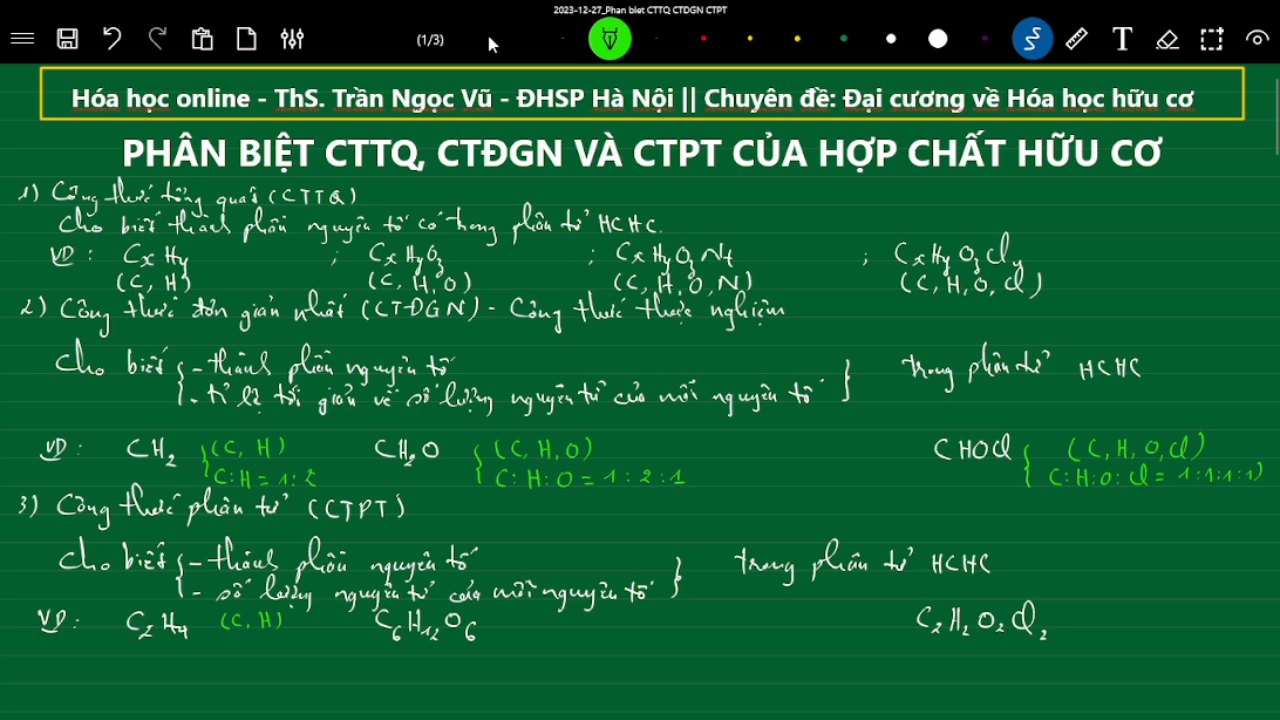 2023-12-27_Phan biet CTTQ CTDGN CTPT
(1/3)
Hóa học online - ThS. Trần Ngọc Vũ - ĐHSP Hà Nội || Chuyên đề: Đại cương về Hóa học hữu cơ
PHÂN BIỆT CTTQ, CTĐGN VÀ CTPT CỦA HỢP CHẤT HỮU CƠ
1) Công thức tổng quát (CTTQ)
Cho biết thành phần nguyên tố có trong phân tử HCHC.
VD: CxHy ; CxHyOz ; CxHyOzNt ; CxHyOzClv
(C, H) (C, H, O) (C, H, O, N) (C, H, O, Cl)
2) Công thức đơn giản nhất (CTĐGN) - Công thức thực nghiệm
Cho biết { - thành phần nguyên tố } trong phân tử HCHC
- tỉ lệ tối giản về số lượng nguyên tử của mỗi nguyên tố
VD: CH2 { (C, H) CH2O { (C, H, O) CHOCl { (C, H, O, Cl)
C:H = 1:2 C:H:O = 1:2:1 C:H:O:Cl = 1:1:1:1)
3) Công thức phân tử (CTPT)
Cho biết { - thành phần nguyên tố } trong phân tử HCHC
- số lượng nguyên tử của mỗi nguyên tố
VD: C2H4 (C, H) C6H12O6 C2H2O2Cl2